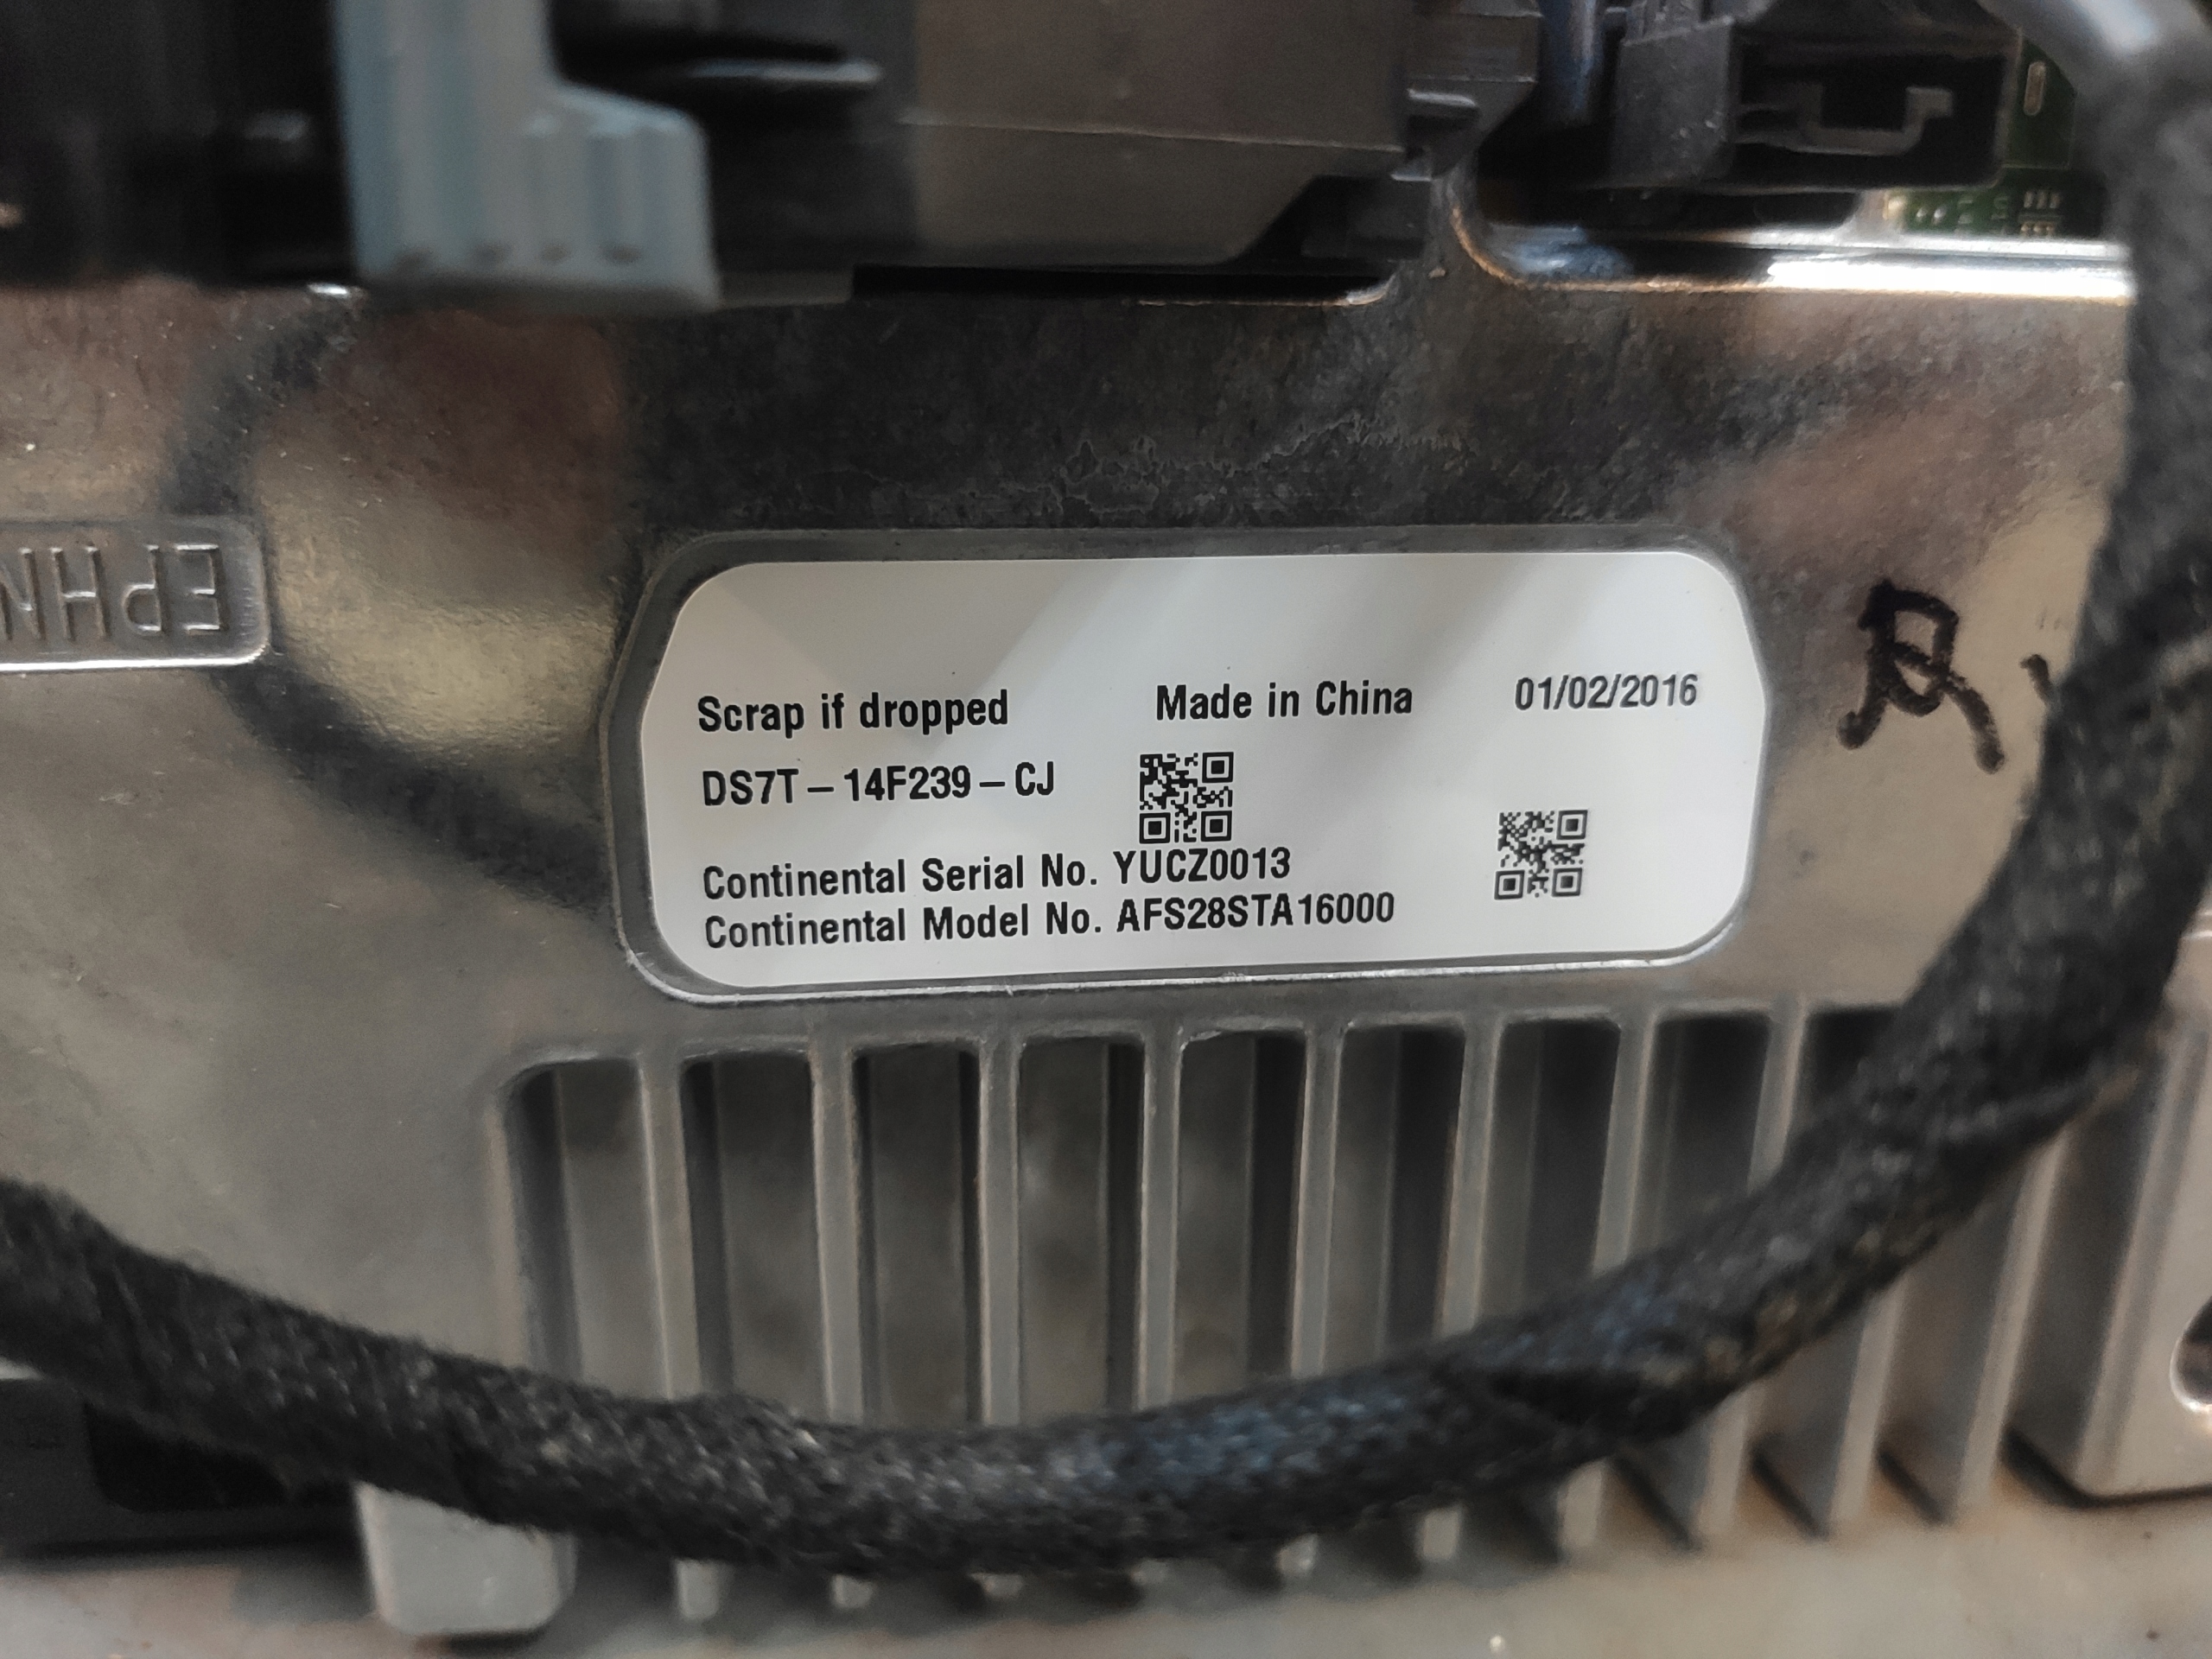 EPHN
Scrap if dropped Made in China 01/02/2016
DS7T-14F239-CJ
Continental Serial No. YUCZ0013
Continental Model No. AFS28STA16000